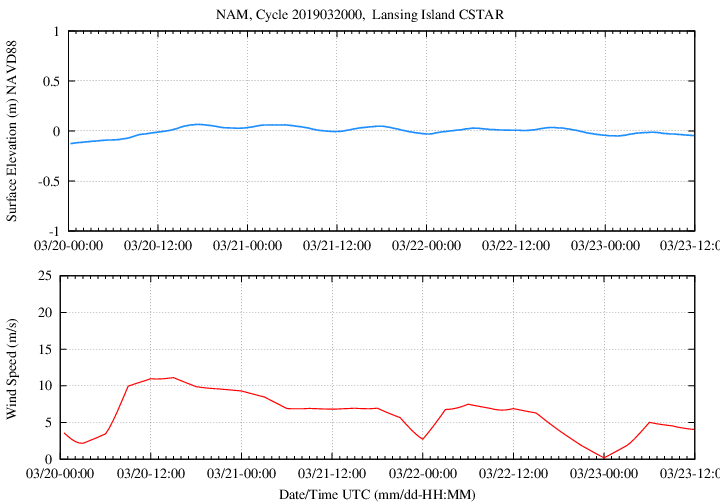 NAM, Cycle 2019032000,  Lansing Island CSTAR
Surface Elevation (m) NAVD88
1
0.5
0
-0.5
-1
03/20-00:00 03/20-12:00 03/21-00:00 03/21-12:00 03/22-00:00 03/22-12:00 03/23-00:00 03/23-12:0
Wind Speed (m/s)
25
20
15
10
5
0
03/20-00:00 03/20-12:00 03/21-00:00 03/21-12:00 03/22-00:00 03/22-12:00 03/23-00:00 03/23-12:0
Date/Time UTC (mm/dd-HH:MM)